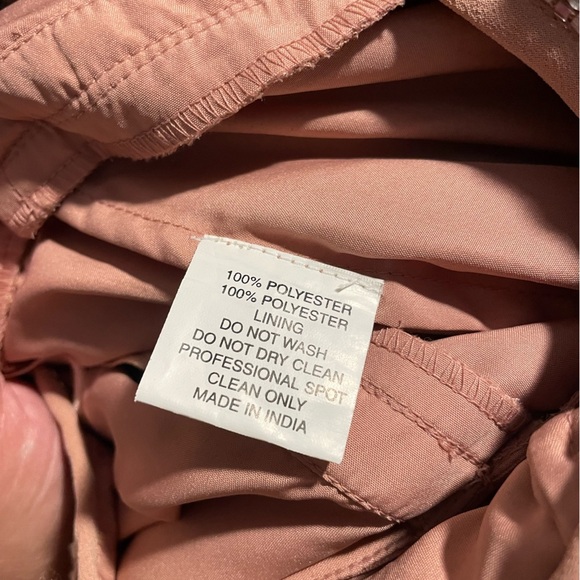 100% POLYESTER
100% POLYESTER
LINING
DO NOT WASH
DO NOT DRY CLEAN
PROFESSIONAL SPOT
CLEAN ONLY
MADE IN INDIA